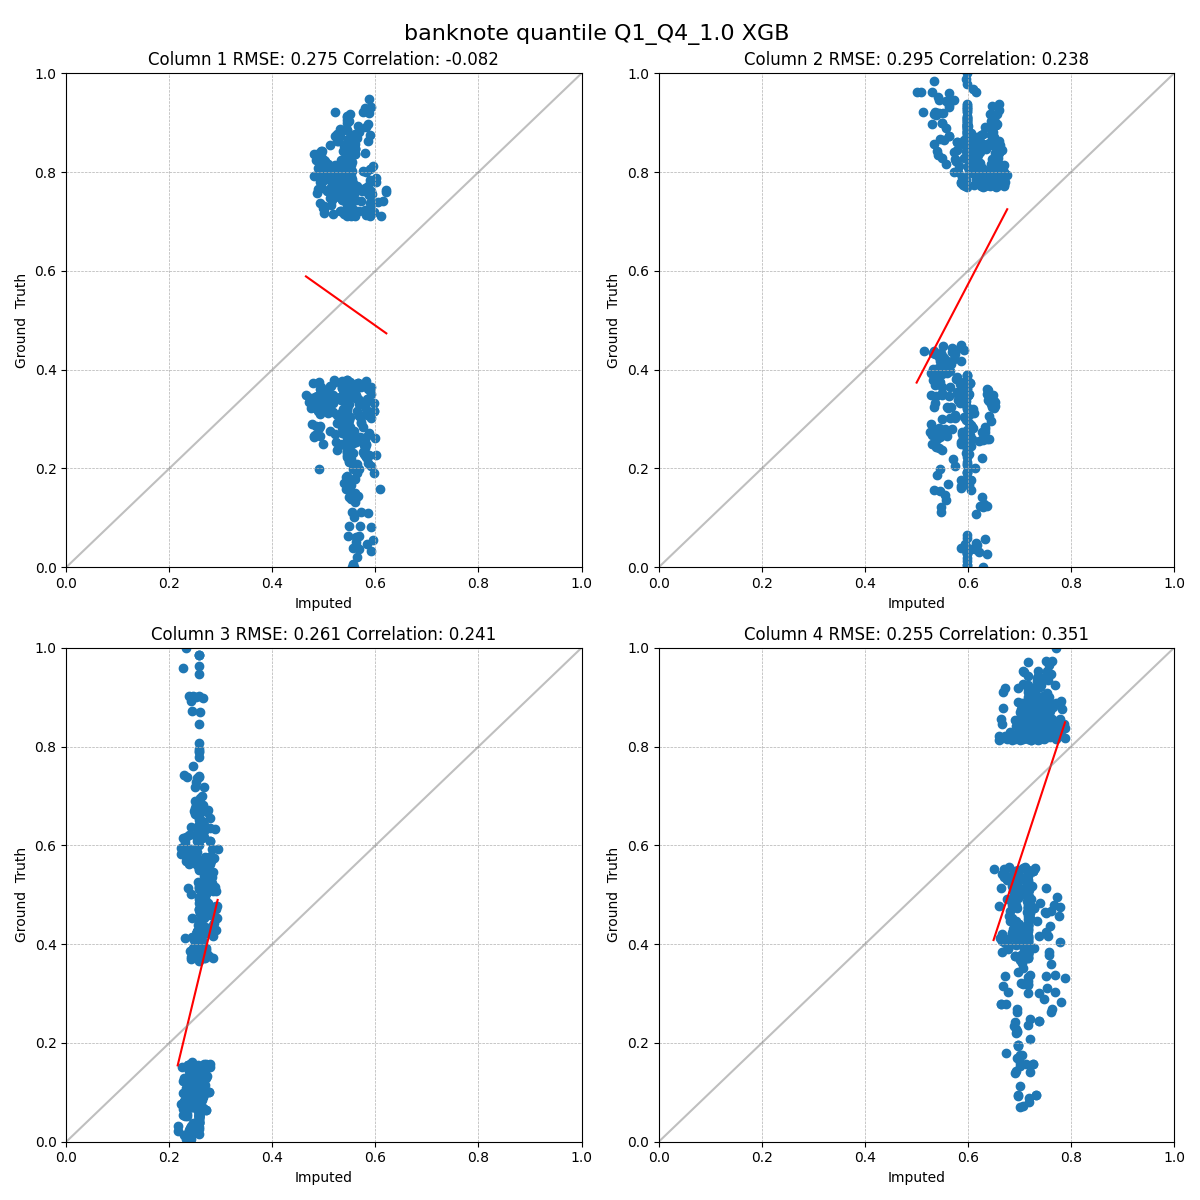 banknote quantile Q1_Q4_1.0 XGB
Column 1 RMSE: 0.275 Correlation: -0.082
1.0
0.8
0.6
0.4
0.2
0.0
Ground  Truth
0.0 0.2 0.4 0.6 0.8 1.0
Imputed
Column 2 RMSE: 0.295 Correlation: 0.238
1.0
0.8
0.6
0.4
0.2
0.0
Ground  Truth
0.0 0.2 0.4 0.6 0.8 1.0
Imputed
Column 3 RMSE: 0.261 Correlation: 0.241
1.0
0.8
0.6
0.4
0.2
0.0
Ground  Truth
0.0 0.2 0.4 0.6 0.8 1.0
Imputed
Column 4 RMSE: 0.255 Correlation: 0.351
1.0
0.8
0.6
0.4
0.2
0.0
Ground  Truth
0.0 0.2 0.4 0.6 0.8 1.0
Imputed